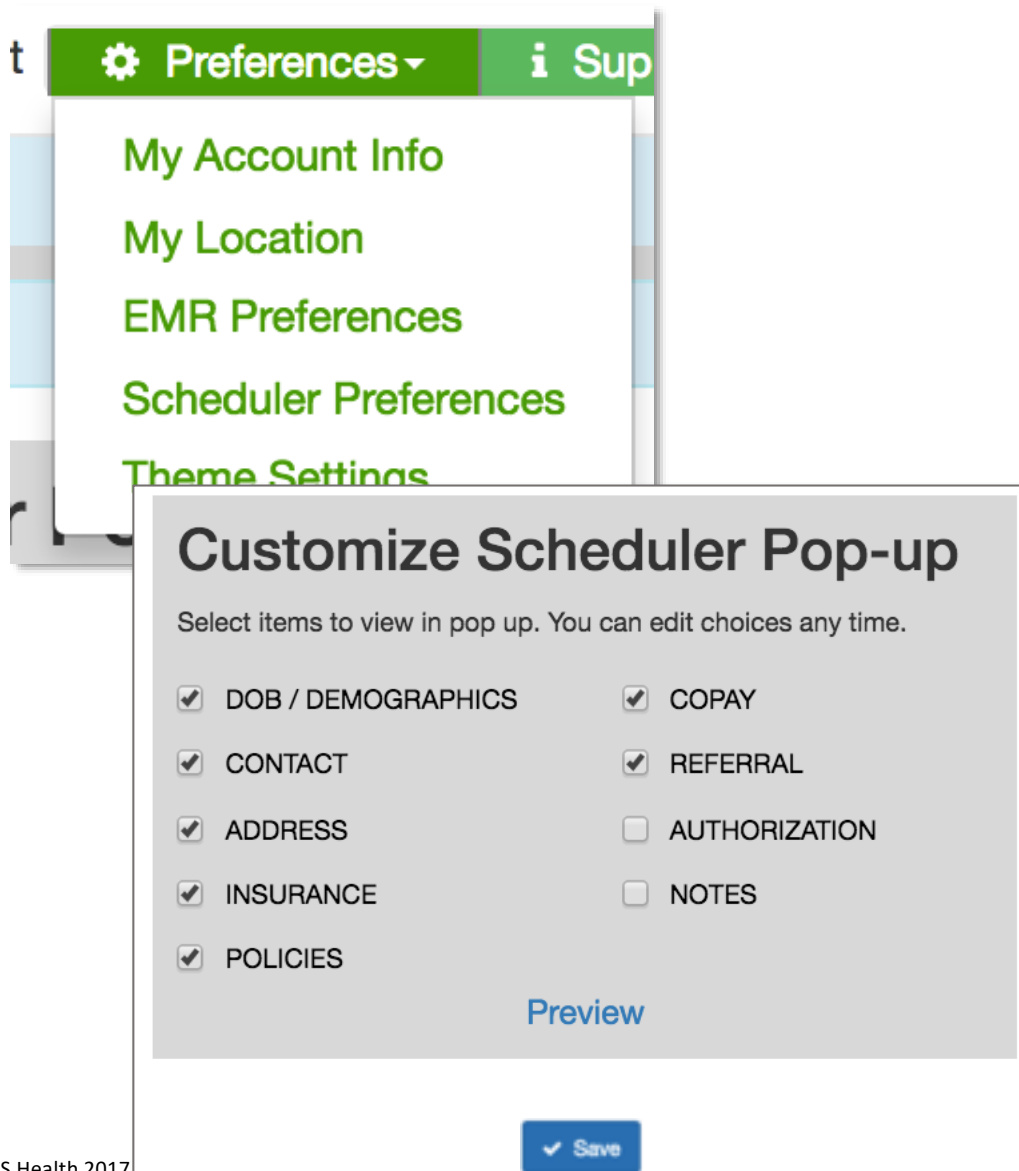 t Preferences Sup
My Account Info
My Location
EMR Preferences
Scheduler Preferences
Theme Settings
Customize Scheduler Pop-up
Select items to view in pop up. You can edit choices any time.
DOB / DEMOGRAPHICS COPAY
CONTACT REFERRAL
ADDRESS AUTHORIZATION
INSURANCE NOTES
POLICIES
Preview
Save
S Health 2017